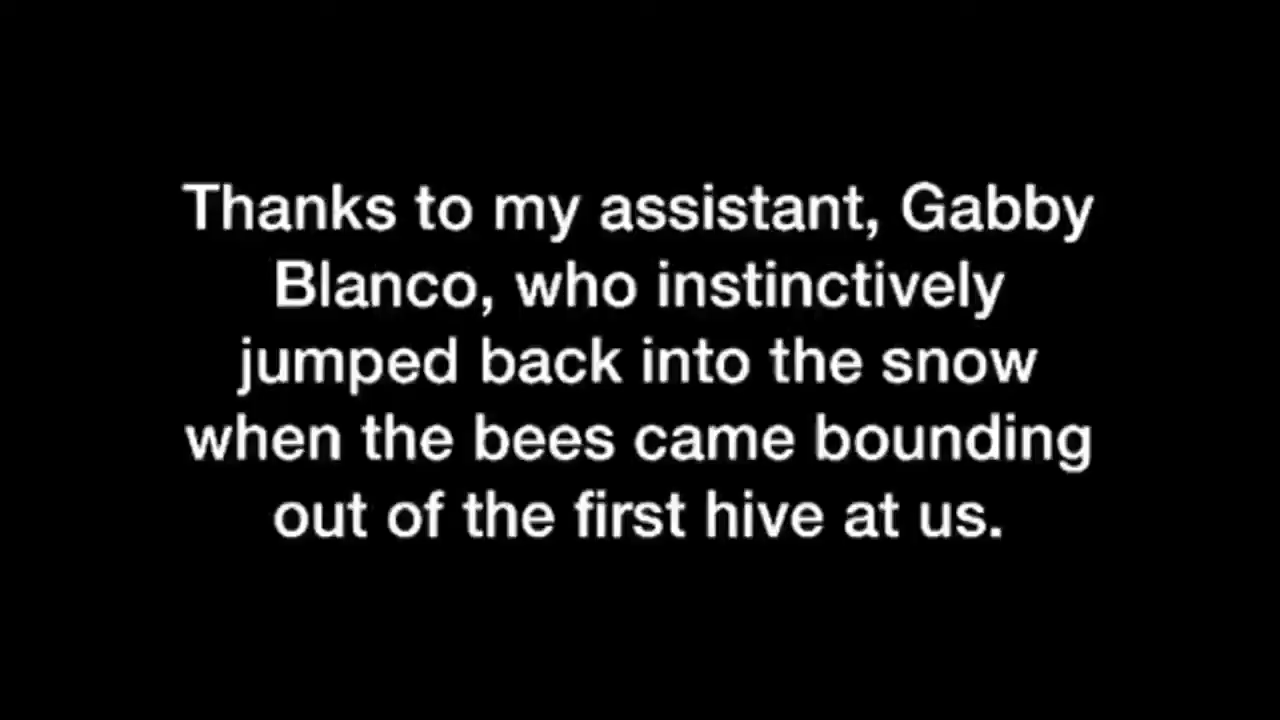 Thanks to my assistant, Gabby
Blanco, who instinctively
jumped back into the snow
when the bees came bounding
out of the first hive at us.